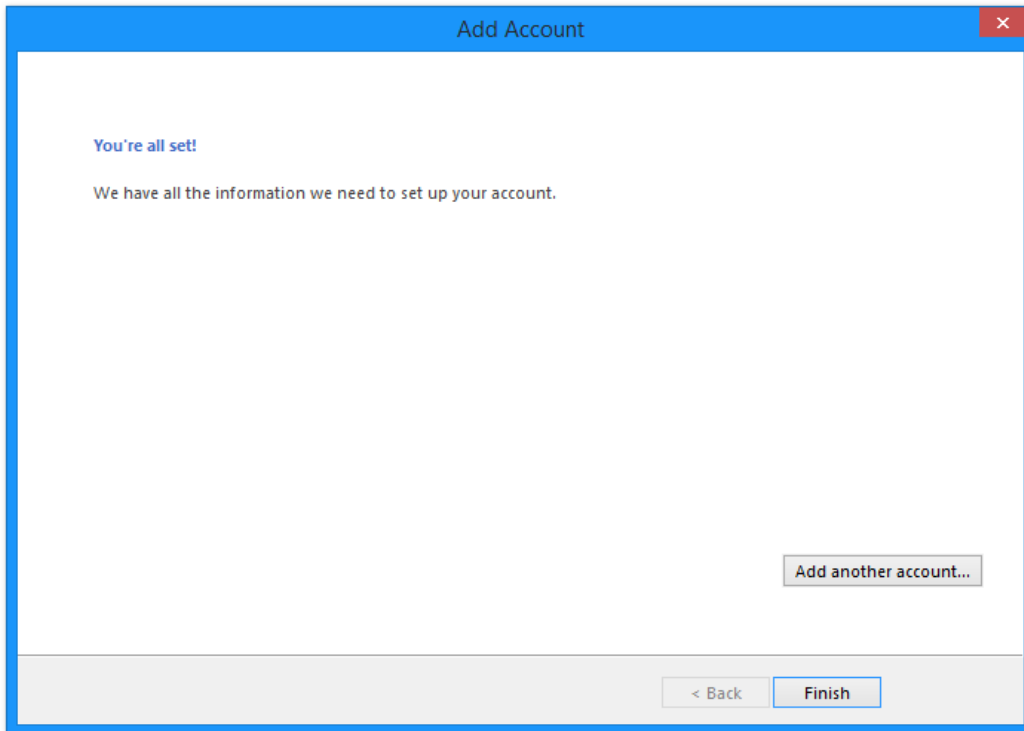 Add Account
You're all set!
We have all the information we need to set up your account.
Add another account...
< Back
Finish